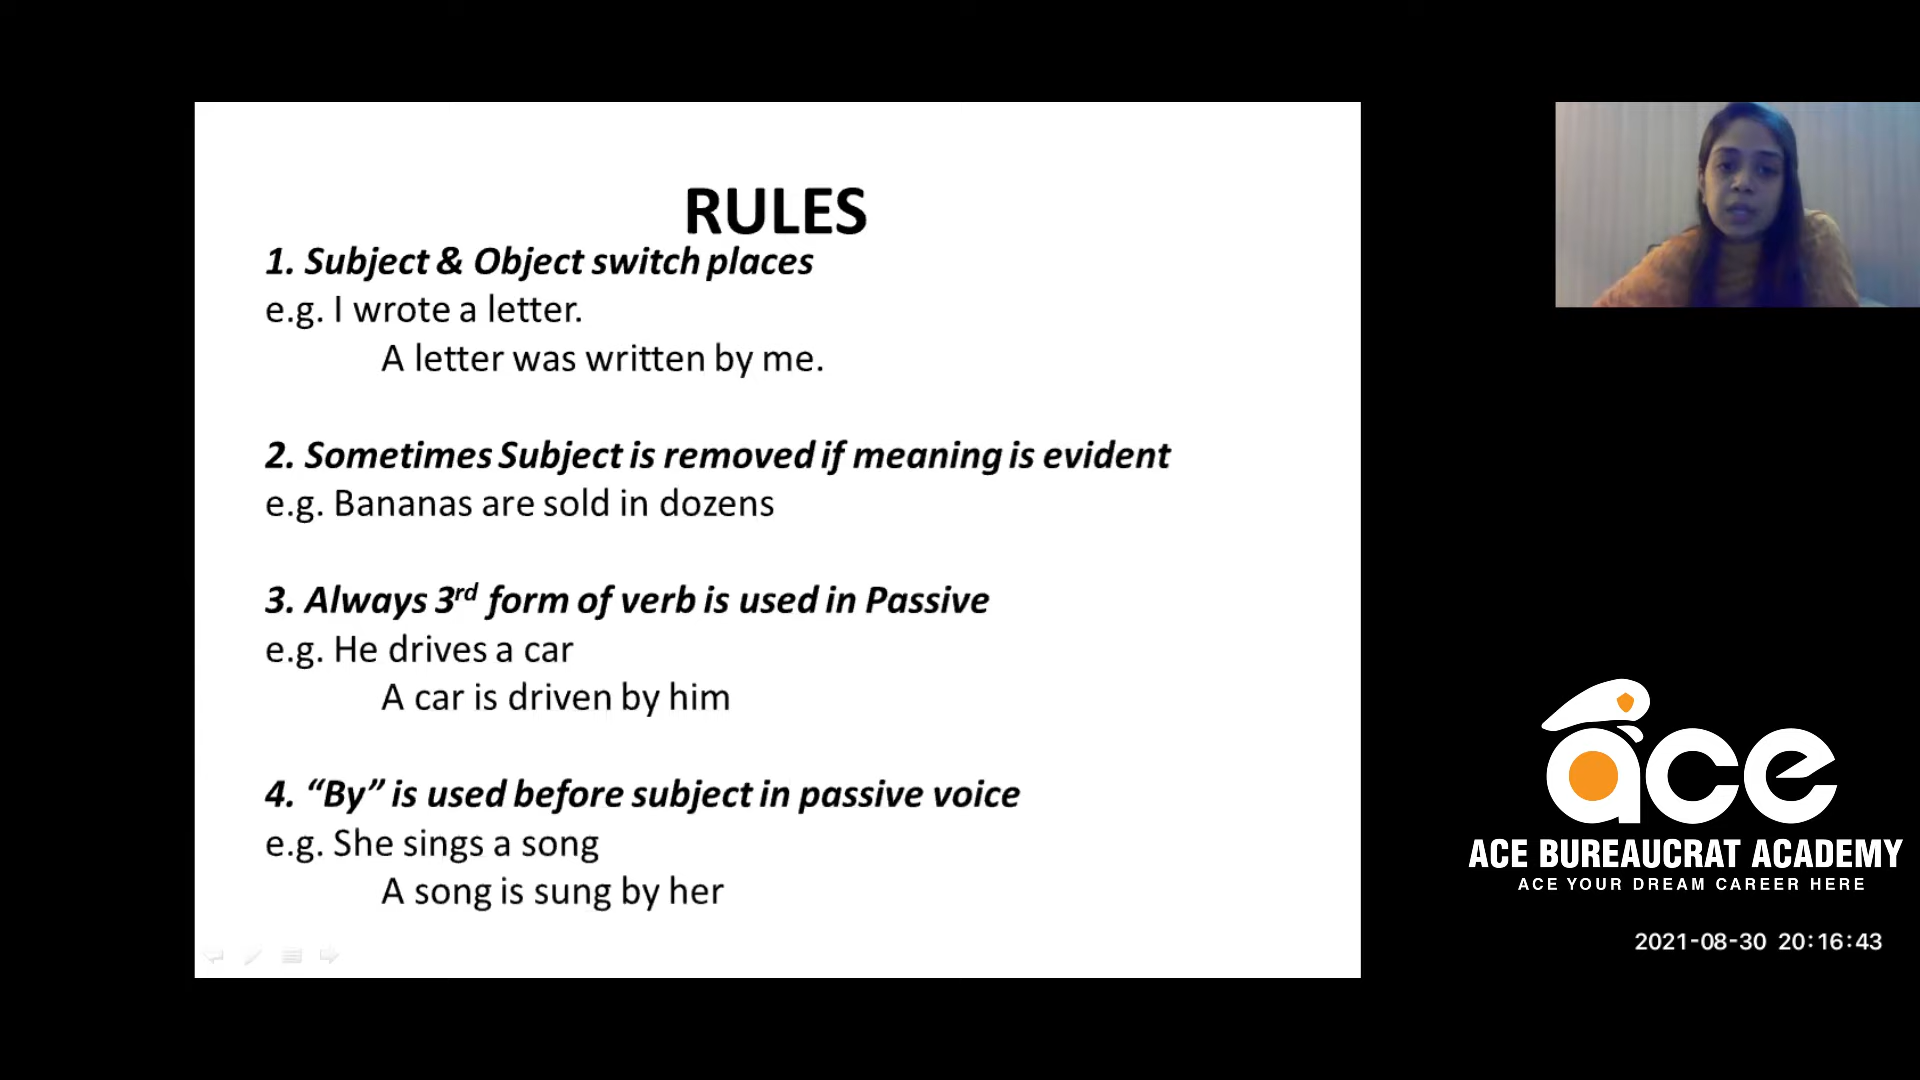 RULES
1. Subject & Object switch places
e.g. I wrote a letter.
A letter was written by me.
2. Sometimes Subject is removed if meaning is evident
e.g. Bananas are sold in dozens
3. Always 3rd form of verb is used in Passive
e.g. He drives a car
A car is driven by him
4. “By” is used before subject in passive voice
e.g. She sings a song
A song is sung by her
ace
ACE BUREAUCRAT ACADEMY
ACE YOUR DREAM CAREER HERE
2021-08-30 20:16:43